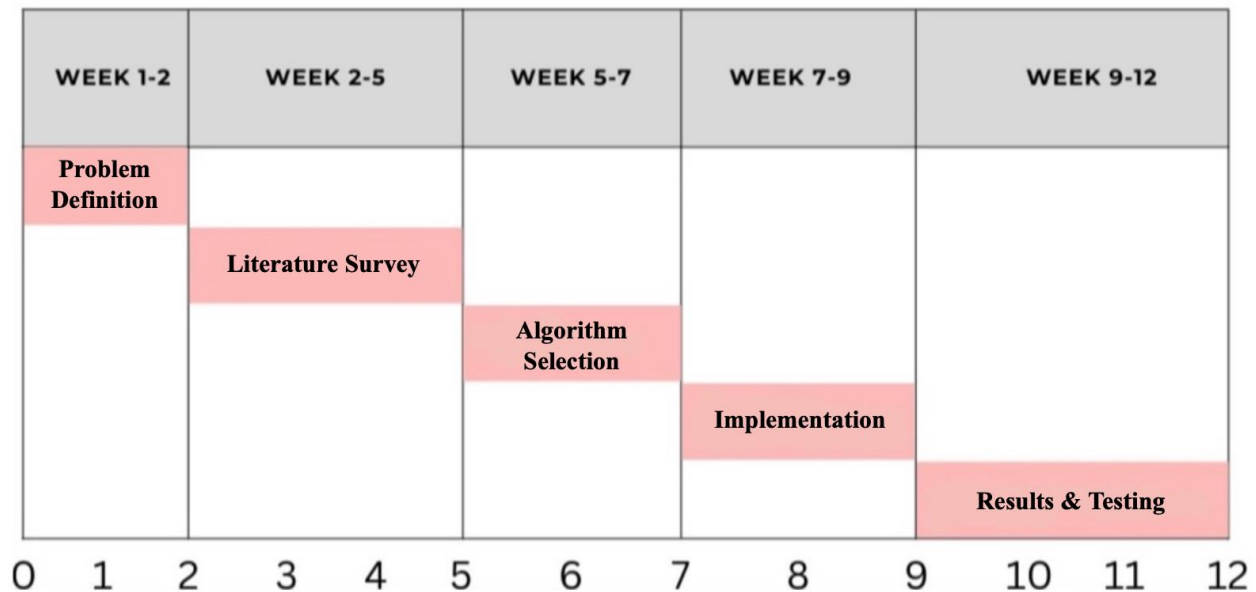 WEEK 1-2 WEEK 2-5 WEEK 5-7 WEEK 7-9 WEEK 9-12
Problem
Definition
Literature Survey
Algorithm
Selection
Implementation
Results & Testing
0 1 2 3 4 5 6 7 8 9 10 11 12